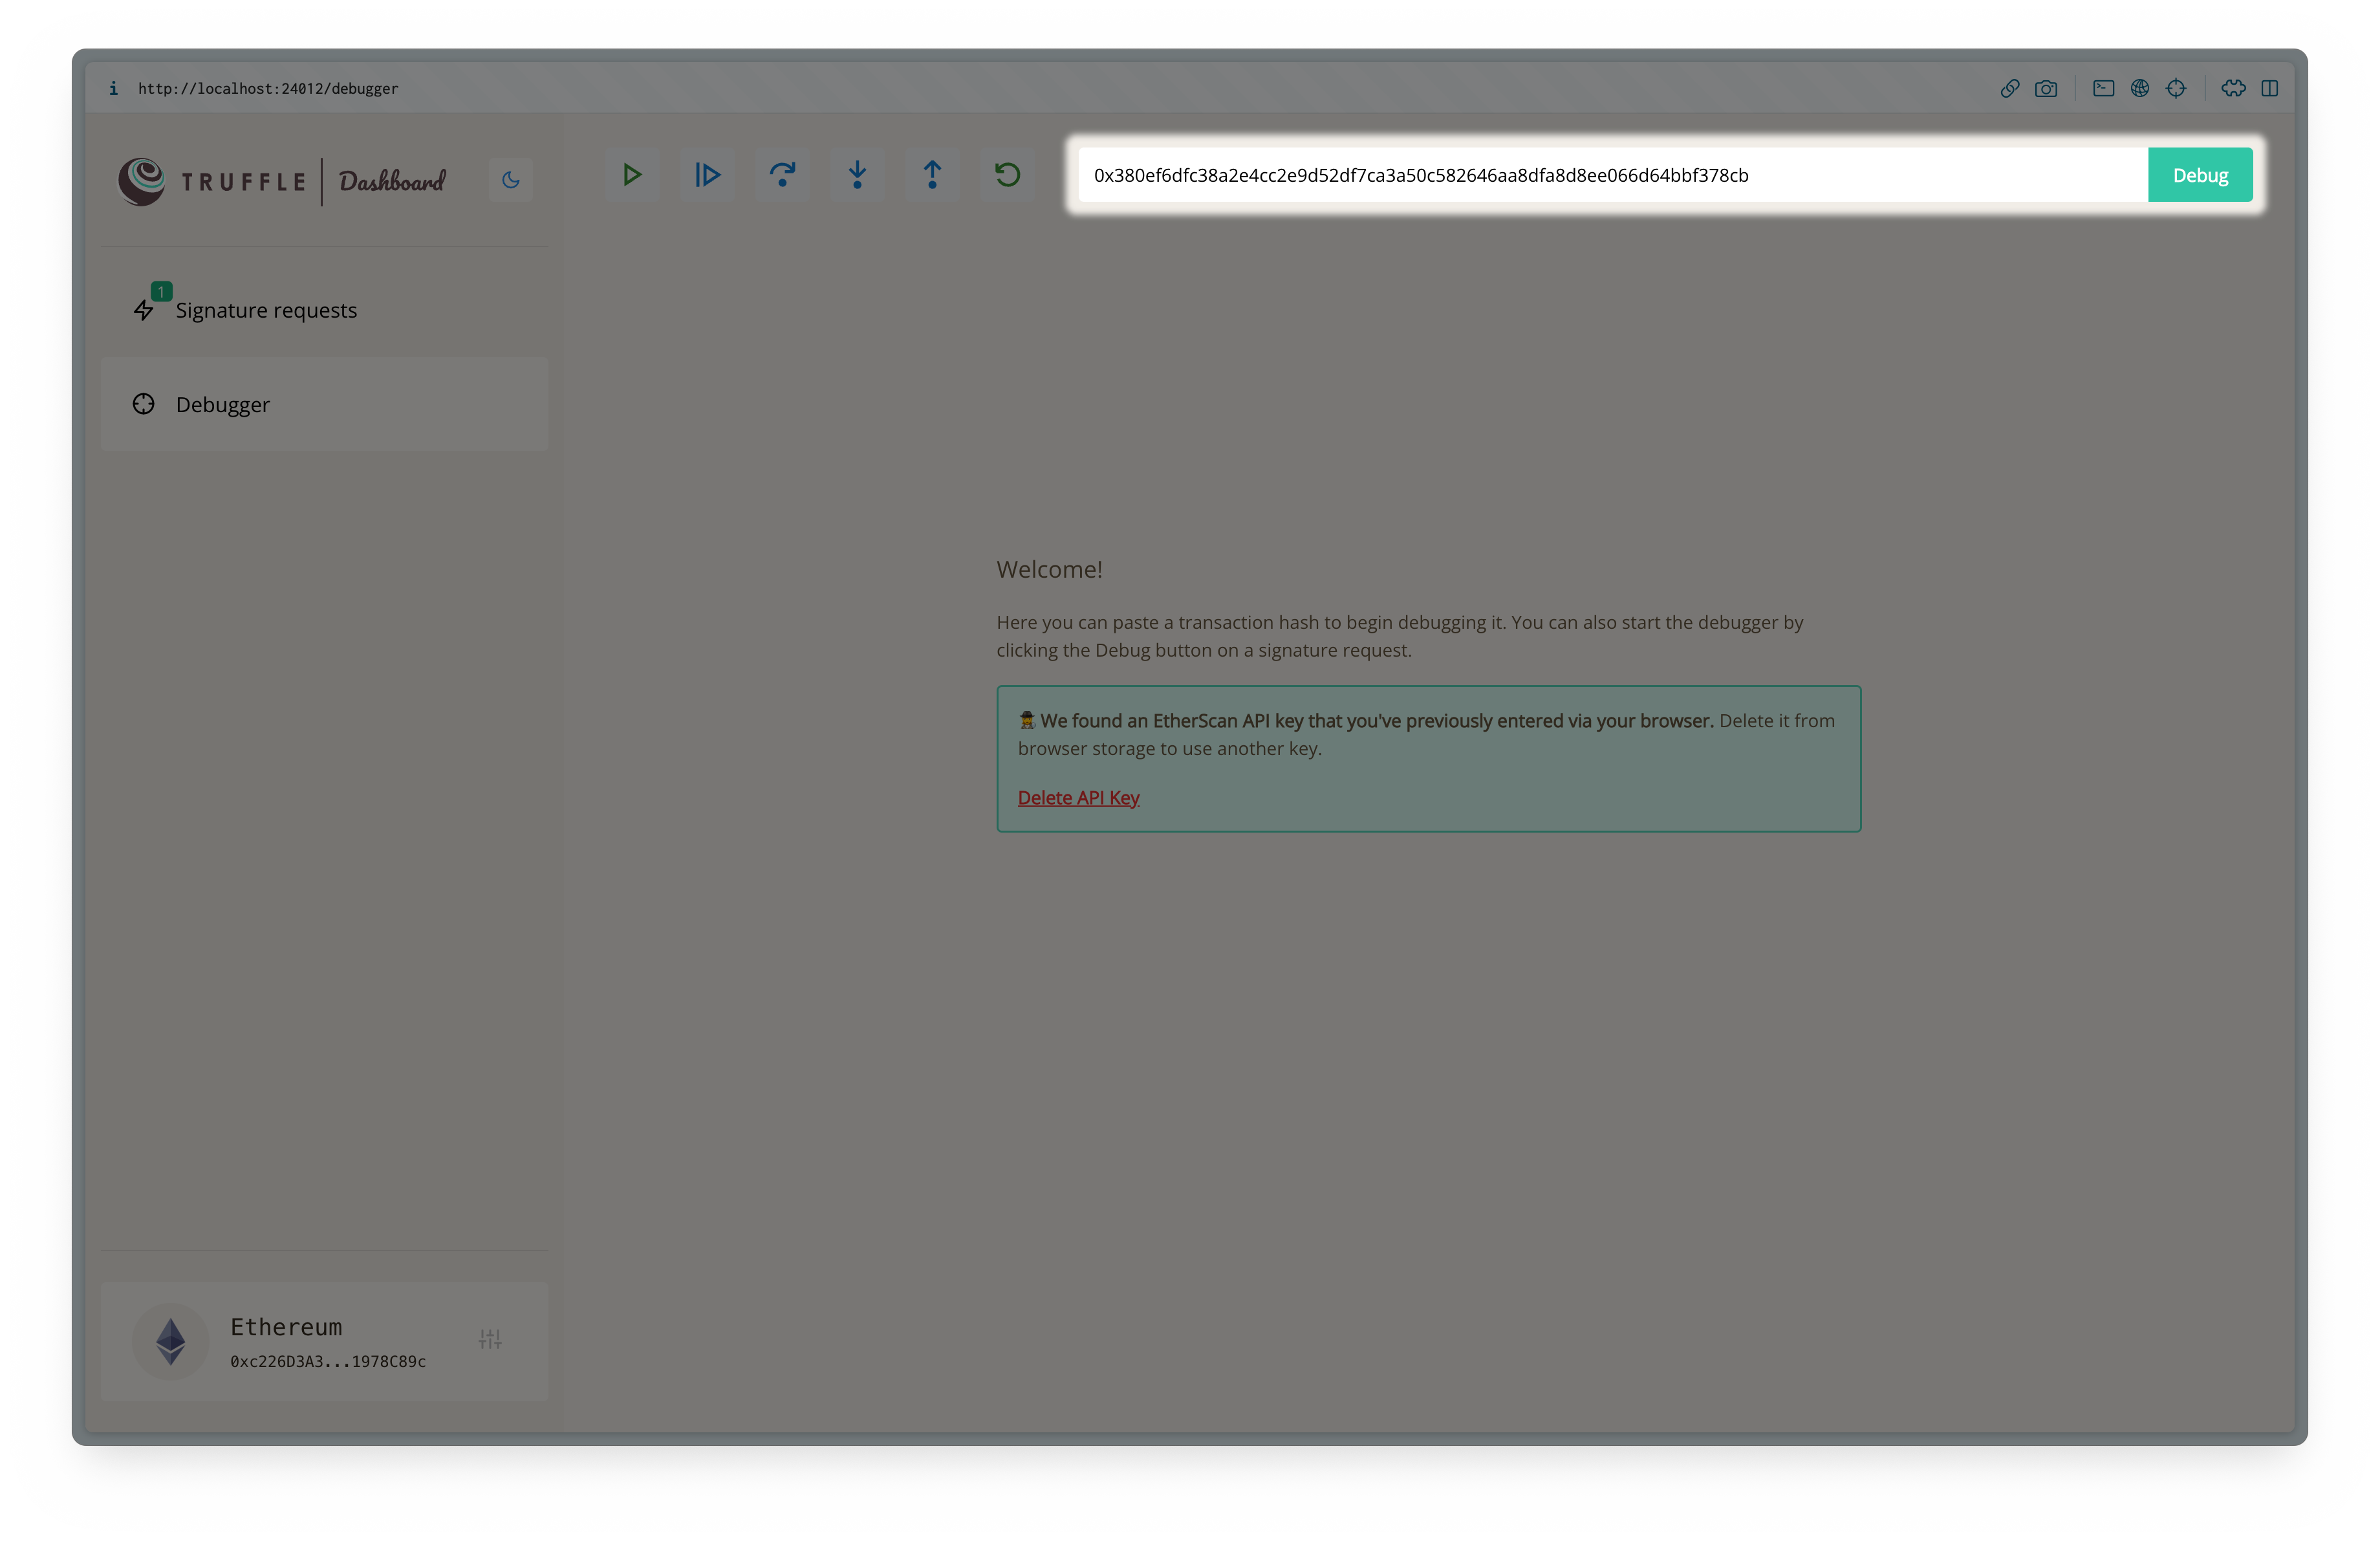 http://localhost:24012/debugger
TRUFFLE Dashboard
0x380ef6dfc38a2e4cc2e9d52df7ca3a50c582646aa8dfa8d8ee066d64bbf378cb
Debug
1
Signature requests
Debugger
Welcome!
Here you can paste a transaction hash to begin debugging it. You can also start the debugger by
clicking the Debug button on a signature request.
We found an EtherScan API key that you've previously entered via your browser. Delete it from
browser storage to use another key.
Delete API Key
Ethereum
0xc226D3A3...1978C89c